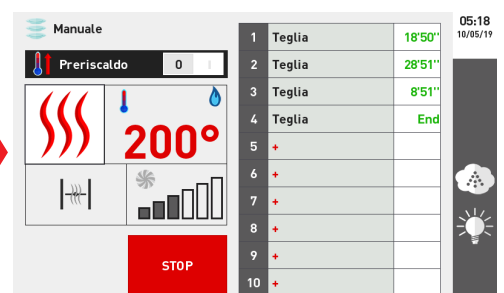 Manuale
05:18
10/05/19
Preriscaldo 0 I
200°
STOP
1 Teglia 18'50''
2 Teglia 28'51''
3 Teglia 8'51''
4 Teglia End
5 +
6 +
7 +
8 +
9 +
10 +